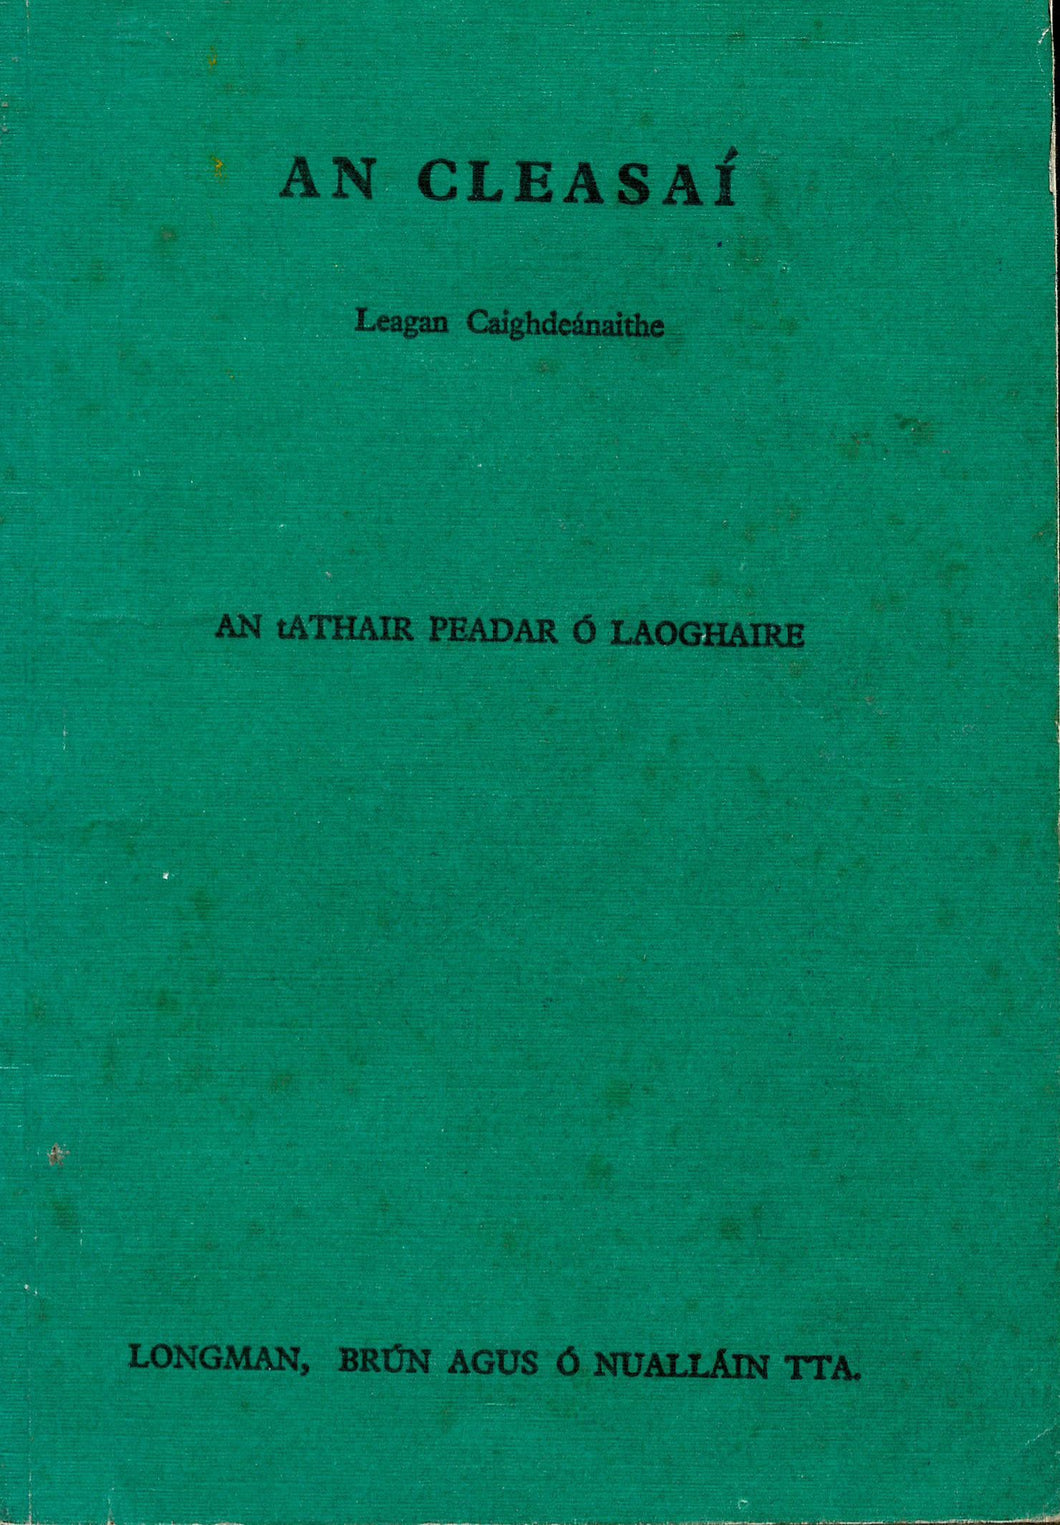 AN CLEASAÍ
Leagan Caighdeánaithe
AN tATHAIR PEADAR Ó LAOGHAIRE
LONGMAN, BRÚN AGUS Ó NUALLÁIN TTA.